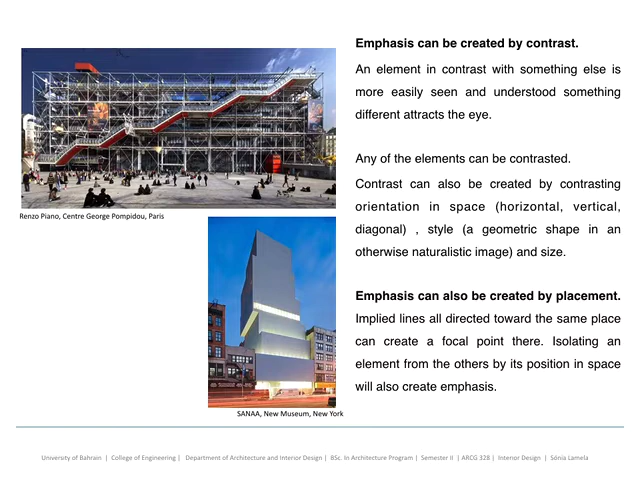 Emphasis can be created by contrast.
An element in contrast with something else is
more easily seen and understood something
different attracts the eye.
Any of the elements can be contrasted.
Contrast can also be created by contrasting
orientation in space (horizontal, vertical,
diagonal) , style (a geometric shape in an
otherwise naturalistic image) and size.
Emphasis can also be created by placement.
Implied lines all directed toward the same place
can create a focal point there. Isolating an
element from the others by its position in space
will also create emphasis.
Renzo Piano, Centre George Pompidou, Paris
SANAA, New Museum, New York
University of Bahrain | College of Engineering | Department of Architecture and Interior Design | BSc. In Architecture Program | Semester II | ARCG 328 | Interior Design | Sónia Lamela